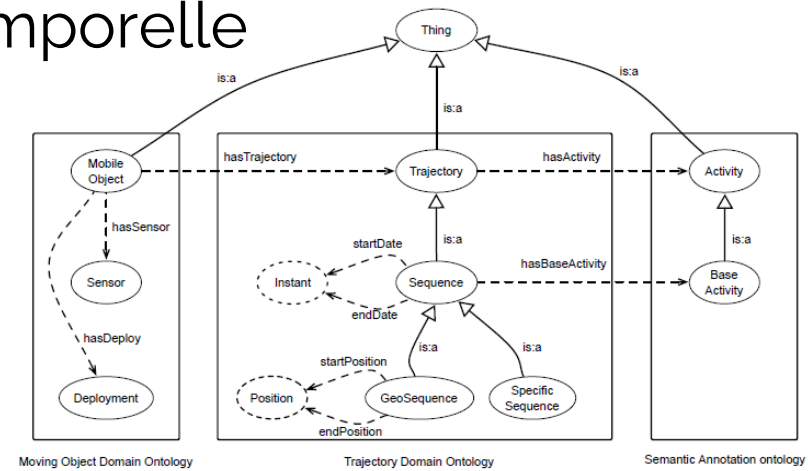 mporelle
Thing
is:a
is:a
is:a
Mobile
Object
hasTrajectory
Trajectory
hasActivity
Activity
hasSensor
is:a
is:a
startDate
hasBaseActivity
Sensor
Instant
Sequence
Base
Activity
endDate
hasDeploy
is:a
is:a
startPosition
Deployment
Position
GeoSequence
Specific
Sequence
endPosition
Moving Object Domain Ontology
Trajectory Domain Ontology
Semantic Annotation ontology